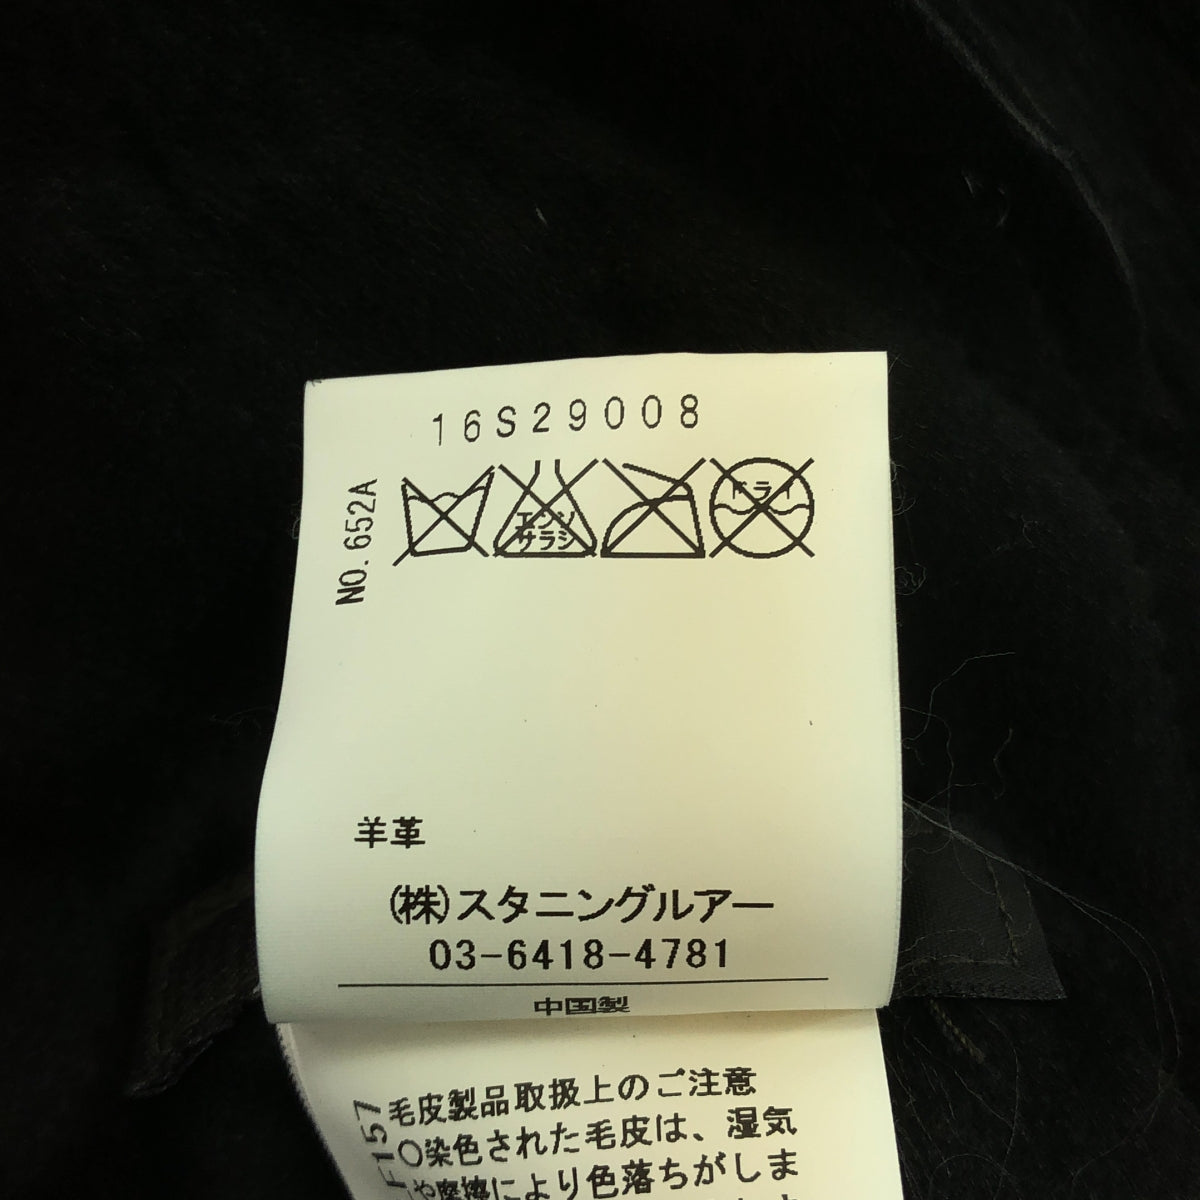 16S29008
NO. 652A
エンソ
サラシ
ドライ
羊革
(株)スタニングルアー
03-6418-4781
中国製
F157
毛皮製品取扱上のご注意
○染色された毛皮は、湿気
や摩擦により色落ちがしま